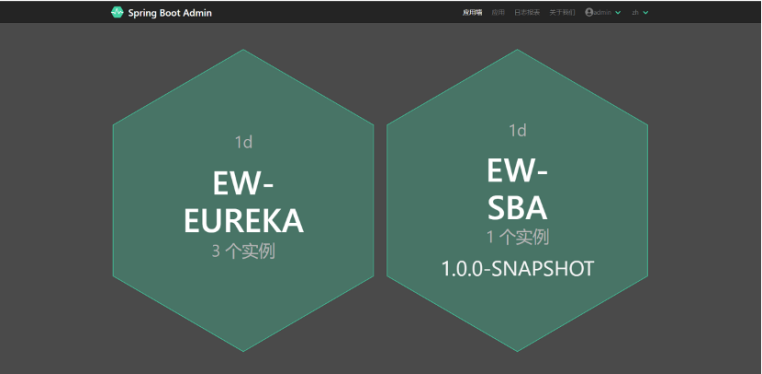 Spring Boot Admin
应用墙 应用 日志报表 关于我们 admin zh
1d
EW-
EUREKA
3 个实例
1d
EW-
SBA
1 个实例
1.0.0-SNAPSHOT